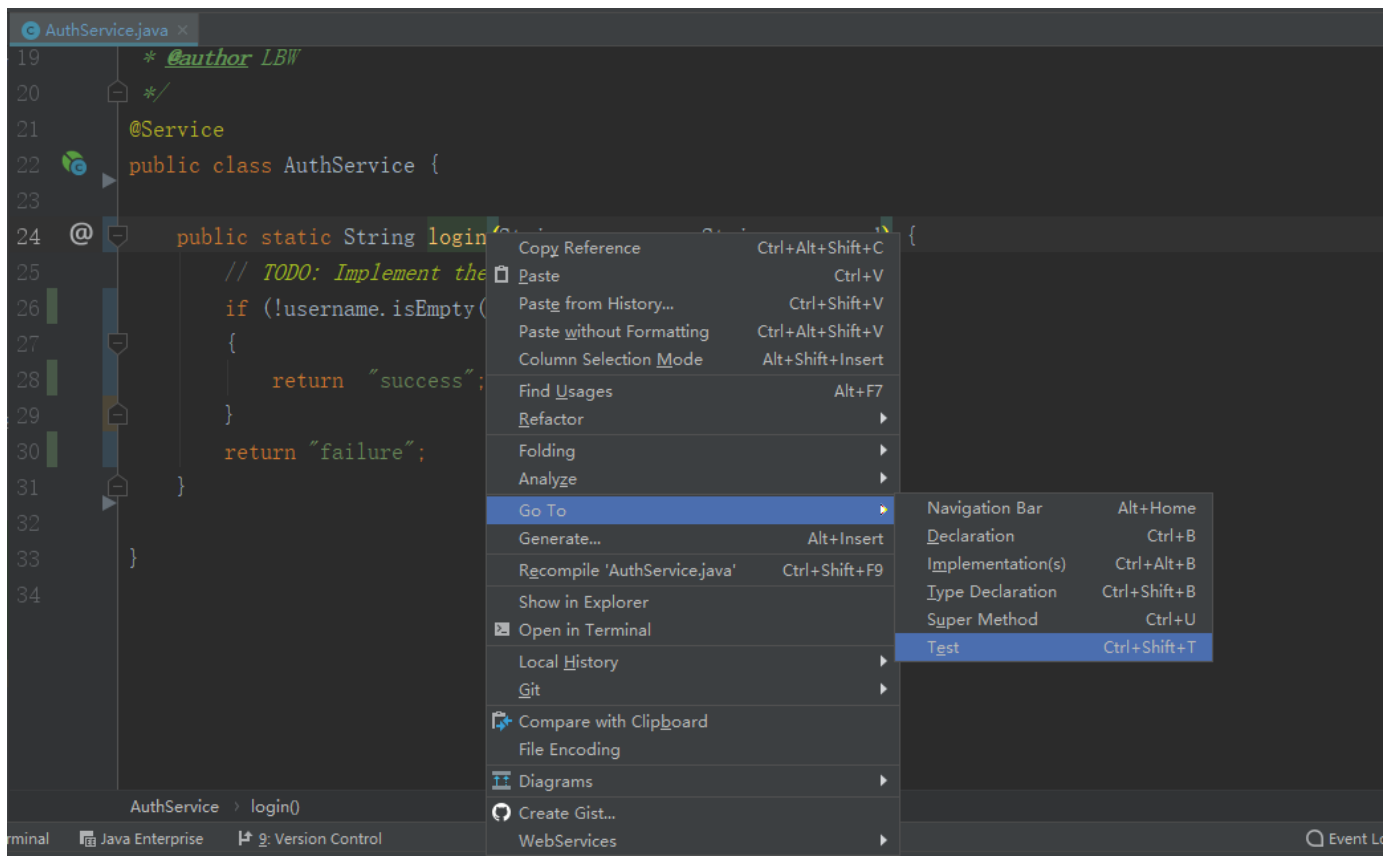 AuthService.java
19 * @author LBW
20 */
21 @Service
22 public class AuthService {
23
24 @ public static String login( {
25 // TODO: Implement the
26 if (!username.isEmpty(
27 {
28 return "success";
29 }
30 return "failure";
31 }
32
33 }
34
Copy Reference Ctrl+Alt+Shift+C
Paste Ctrl+V
Paste from History... Ctrl+Shift+V
Paste without Formatting Ctrl+Alt+Shift+V
Column Selection Mode Alt+Shift+Insert
Find Usages Alt+F7
Refactor
Folding
Analyze
Go To
Generate... Alt+Insert
Recompile 'AuthService.java' Ctrl+Shift+F9
Show in Explorer
Open in Terminal
Local History
Git
Compare with Clipboard
File Encoding
Diagrams
Create Gist...
WebServices
Navigation Bar Alt+Home
Declaration Ctrl+B
Implementation(s) Ctrl+Alt+B
Type Declaration Ctrl+Shift+B
Super Method Ctrl+U
Test Ctrl+Shift+T
AuthService › login()
rminal Java Enterprise 9: Version Control Event Lo